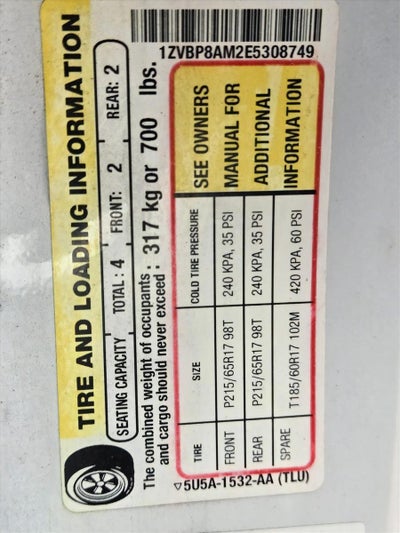 1ZVBP8AM2E5308749
TIRE AND LOADING INFORMATION
SEATING CAPACITY TOTAL : 4 FRONT: 2 REAR: 2
The combined weight of occupants
and cargo should never exceed : 317 kg or 700 lbs.
TIRE SIZE COLD TIRE PRESSURE SEE OWNERS
FRONT P215/65R17 98T 240 KPA, 35 PSI MANUAL FOR
REAR P215/65R17 98T 240 KPA, 35 PSI ADDITIONAL
SPARE T185/60R17 102M 420 KPA, 60 PSI INFORMATION
▽5U5A-1532-AA (TLU)